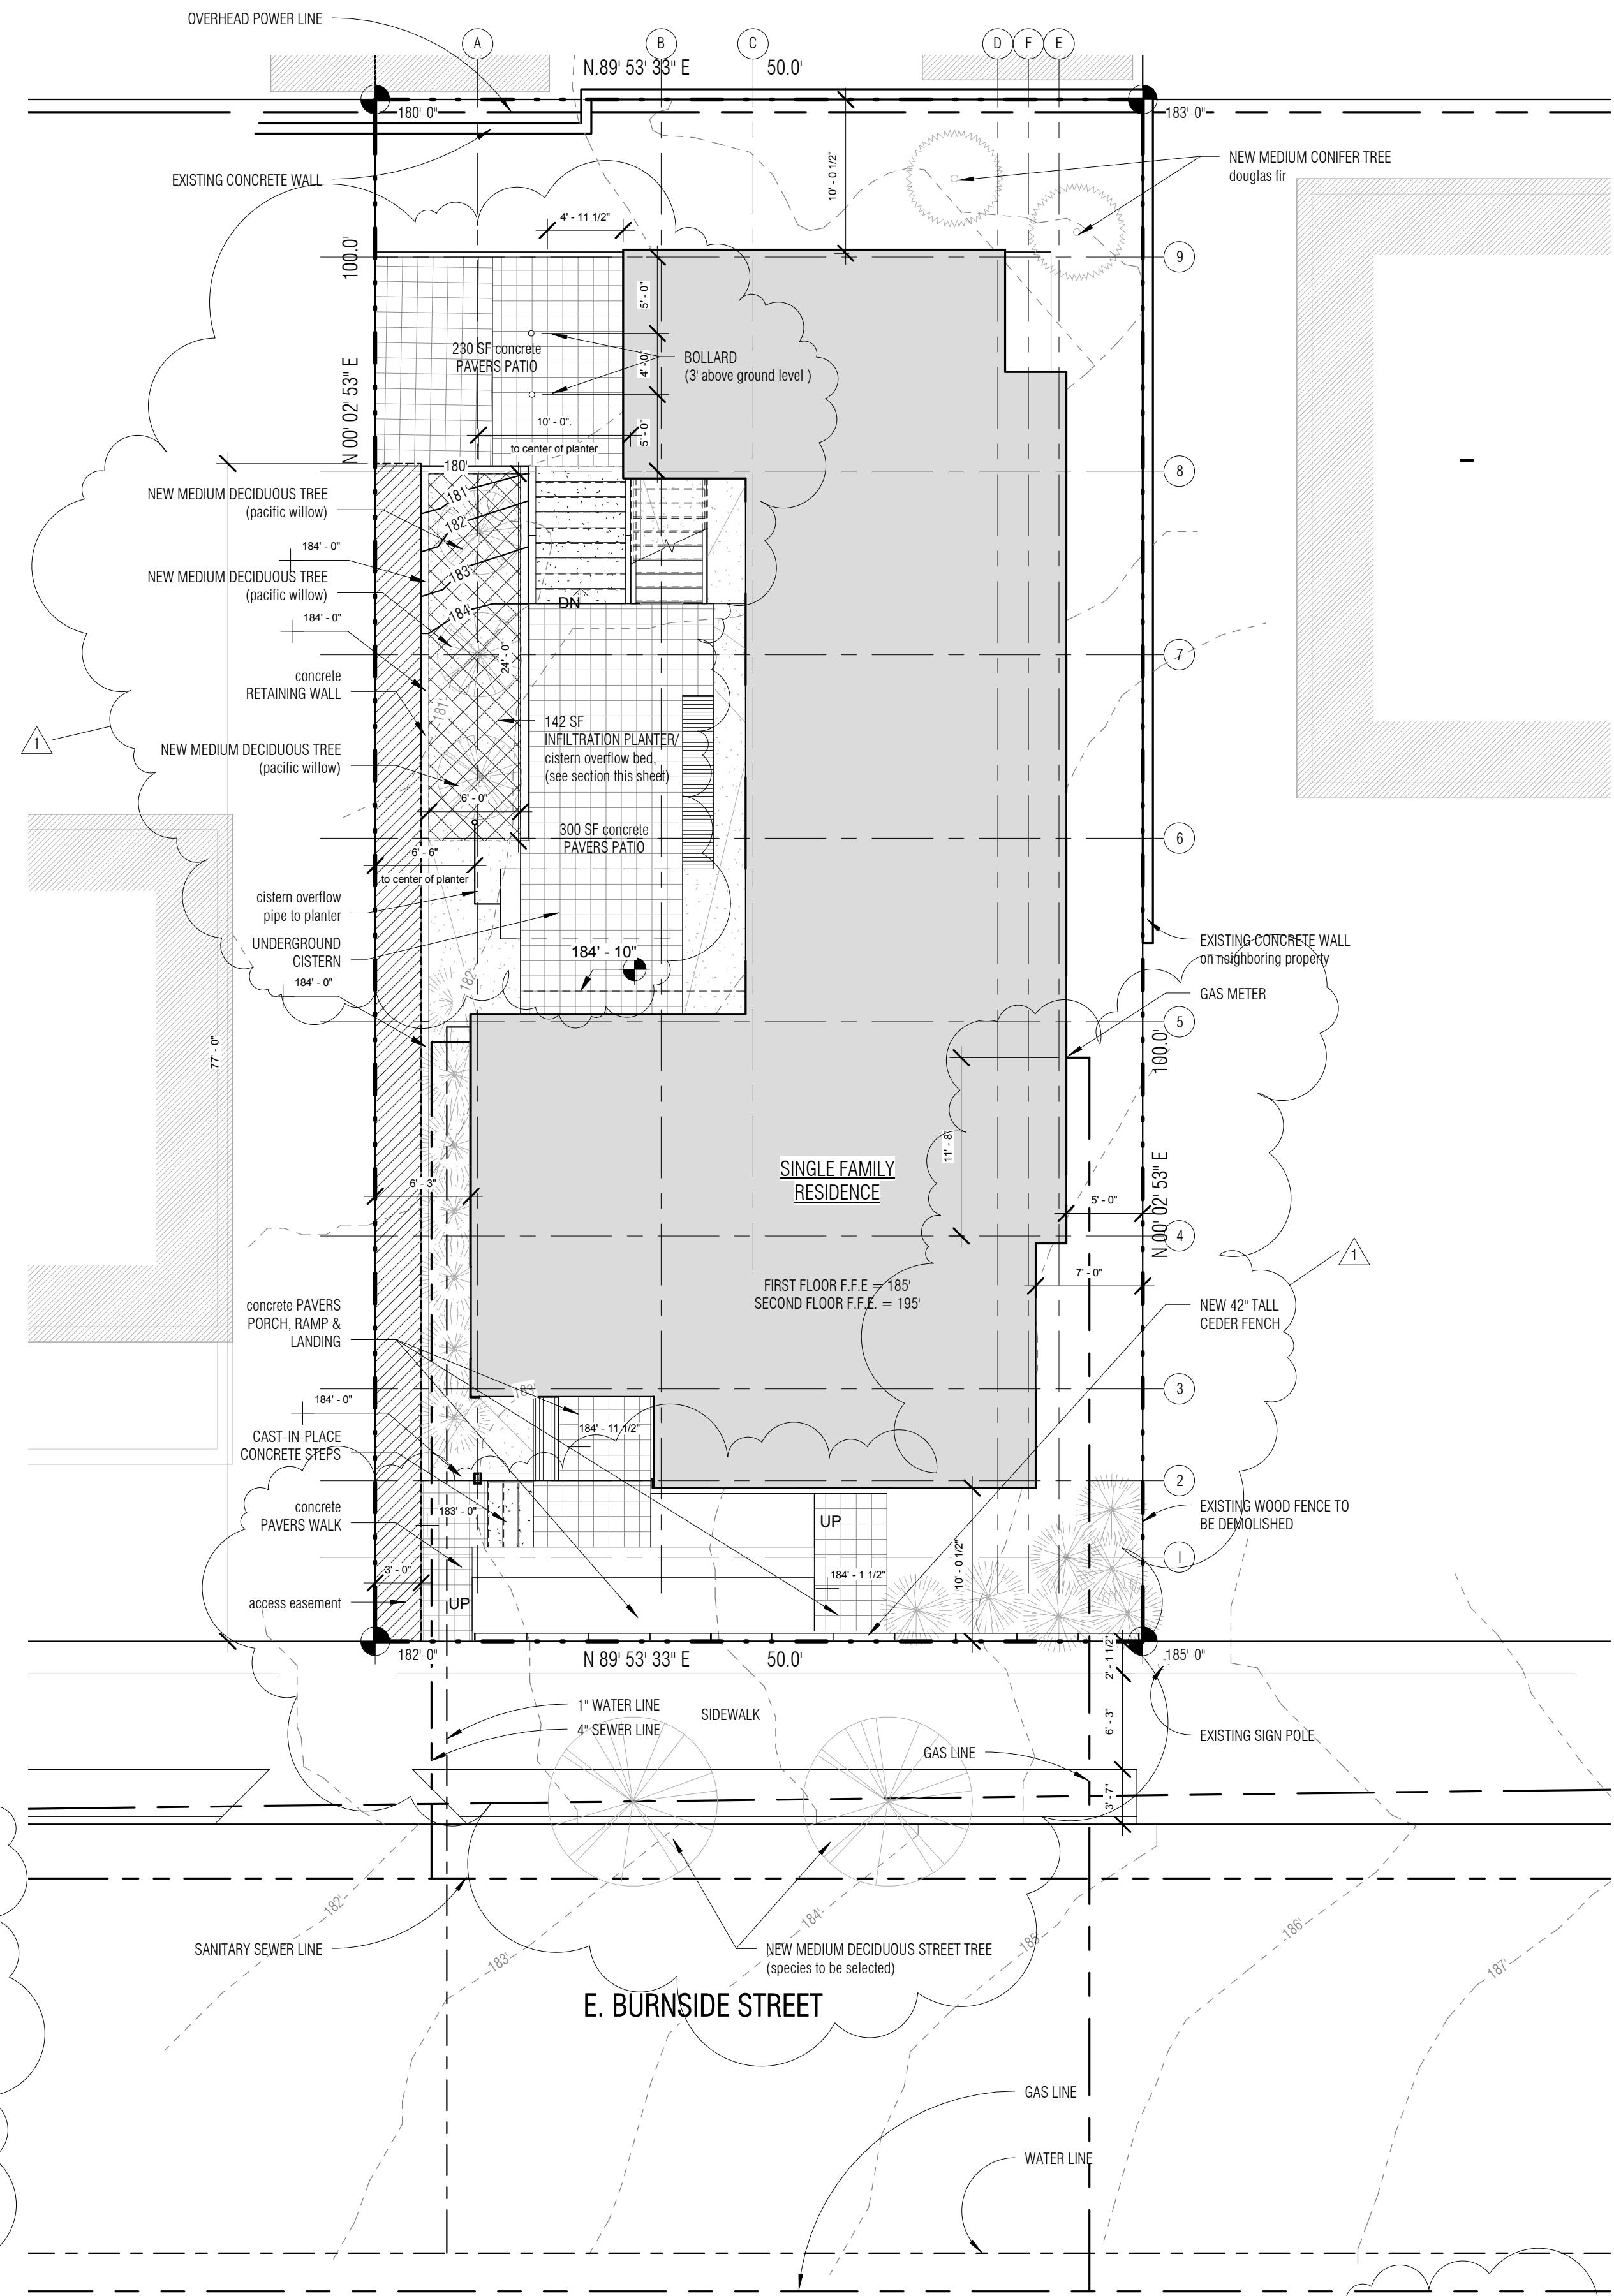 OVERHEAD POWER LINE
A
B
C
D
F
E
N.89' 53' 33" E
50.0'
180'-0"
183'-0"
EXISTING CONCRETE WALL
NEW MEDIUM CONIFER TREE
douglas fir
10' - 0 1/2"
4' - 11 1/2"
100.0'
9
5' - 0"
230 SF concrete
PAVERS PATIO
BOLLARD
(3' above ground level )
4' - 0"
N 00' 02' 53" E
10' - 0".
to center of planter
5' - 0"
180'
8
NEW MEDIUM DECIDUOUS TREE
(pacific willow)
181'
182'
184' - 0"
183'
NEW MEDIUM DECIDUOUS TREE
(pacific willow)
184'
DN
184' - 0"
24' - 0"
7
concrete
RETAINING WALL
181'
142 SF
INFILTRATION PLANTER/
cistern overflow bed,
(see section this sheet)
1
NEW MEDIUM DECIDUOUS TREE
(pacific willow)
6' - 0"
300 SF concrete
PAVERS PATIO
6
6' - 6"
to center of planter
cistern overflow
pipe to planter
UNDERGROUND
CISTERN
184' - 10"
182'
184' - 0"
EXISTING CONCRETE WALL
on neighboring property
GAS METER
5
77' - 0"
100.0'
11' - 8"
SINGLE FAMILY
RESIDENCE
6' - 3"
5' - 0"
N 00' 02' 53" E
4
1
7' - 0"
FIRST FLOOR F.F.E = 185'
SECOND FLOOR F.F.E. = 195'
concrete PAVERS
PORCH, RAMP &
LANDING
NEW 42" TALL
CEDER FENCH
183'
3
184' - 0"
184' - 11 1/2"
CAST-IN-PLACE
CONCRETE STEPS
2
183' - 0"
concrete
PAVERS WALK
UP
EXISTING WOOD FENCE TO
BE DEMOLISHED
I
10' - 0 1/2"
3' - 0"
184' - 1 1/2"
access easement
UP
182'-0"
N 89' 53' 33" E
50.0'
2' - 1 1/2"
185'-0"
1" WATER LINE
SIDEWALK
4" SEWER LINE
6' - 3"
EXISTING SIGN POLE
GAS LINE
3' - 7"
182'
183'
184'
185'
186'
187'
SANITARY SEWER LINE
NEW MEDIUM DECIDUOUS STREET TREE
(species to be selected)
E. BURNSIDE STREET
GAS LINE
WATER LINE